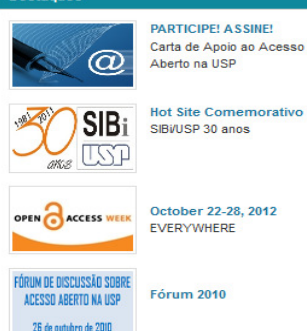 PARTICIPE! ASSINE!
Carta de Apoio ao Acesso
Aberto na USP
@
1981 2011
30
anos
SIBi
USP
Hot Site Comemorativo
SIBi/USP 30 anos
OPEN ACCESS WEEK
October 22-28, 2012
EVERYWHERE
FÓRUM DE DISCUSSÃO SOBRE
ACESSO ABERTO NA USP
26 de outubro de 2010
Fórum 2010